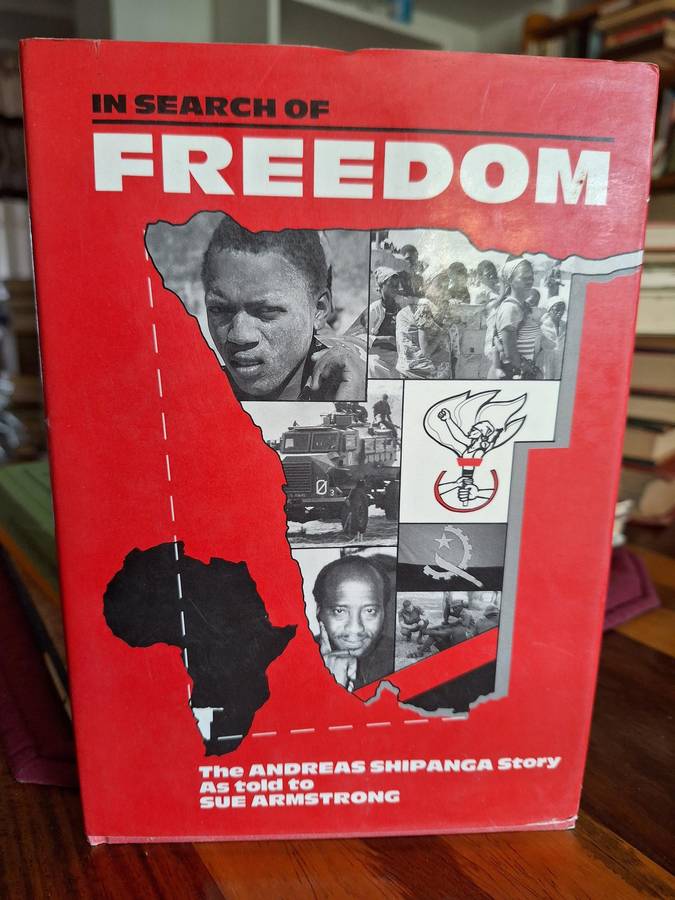 IN SEARCH OF
FREEDOM
The ANDREAS SHIPANGA Story
As told to
SUE ARMSTRONG